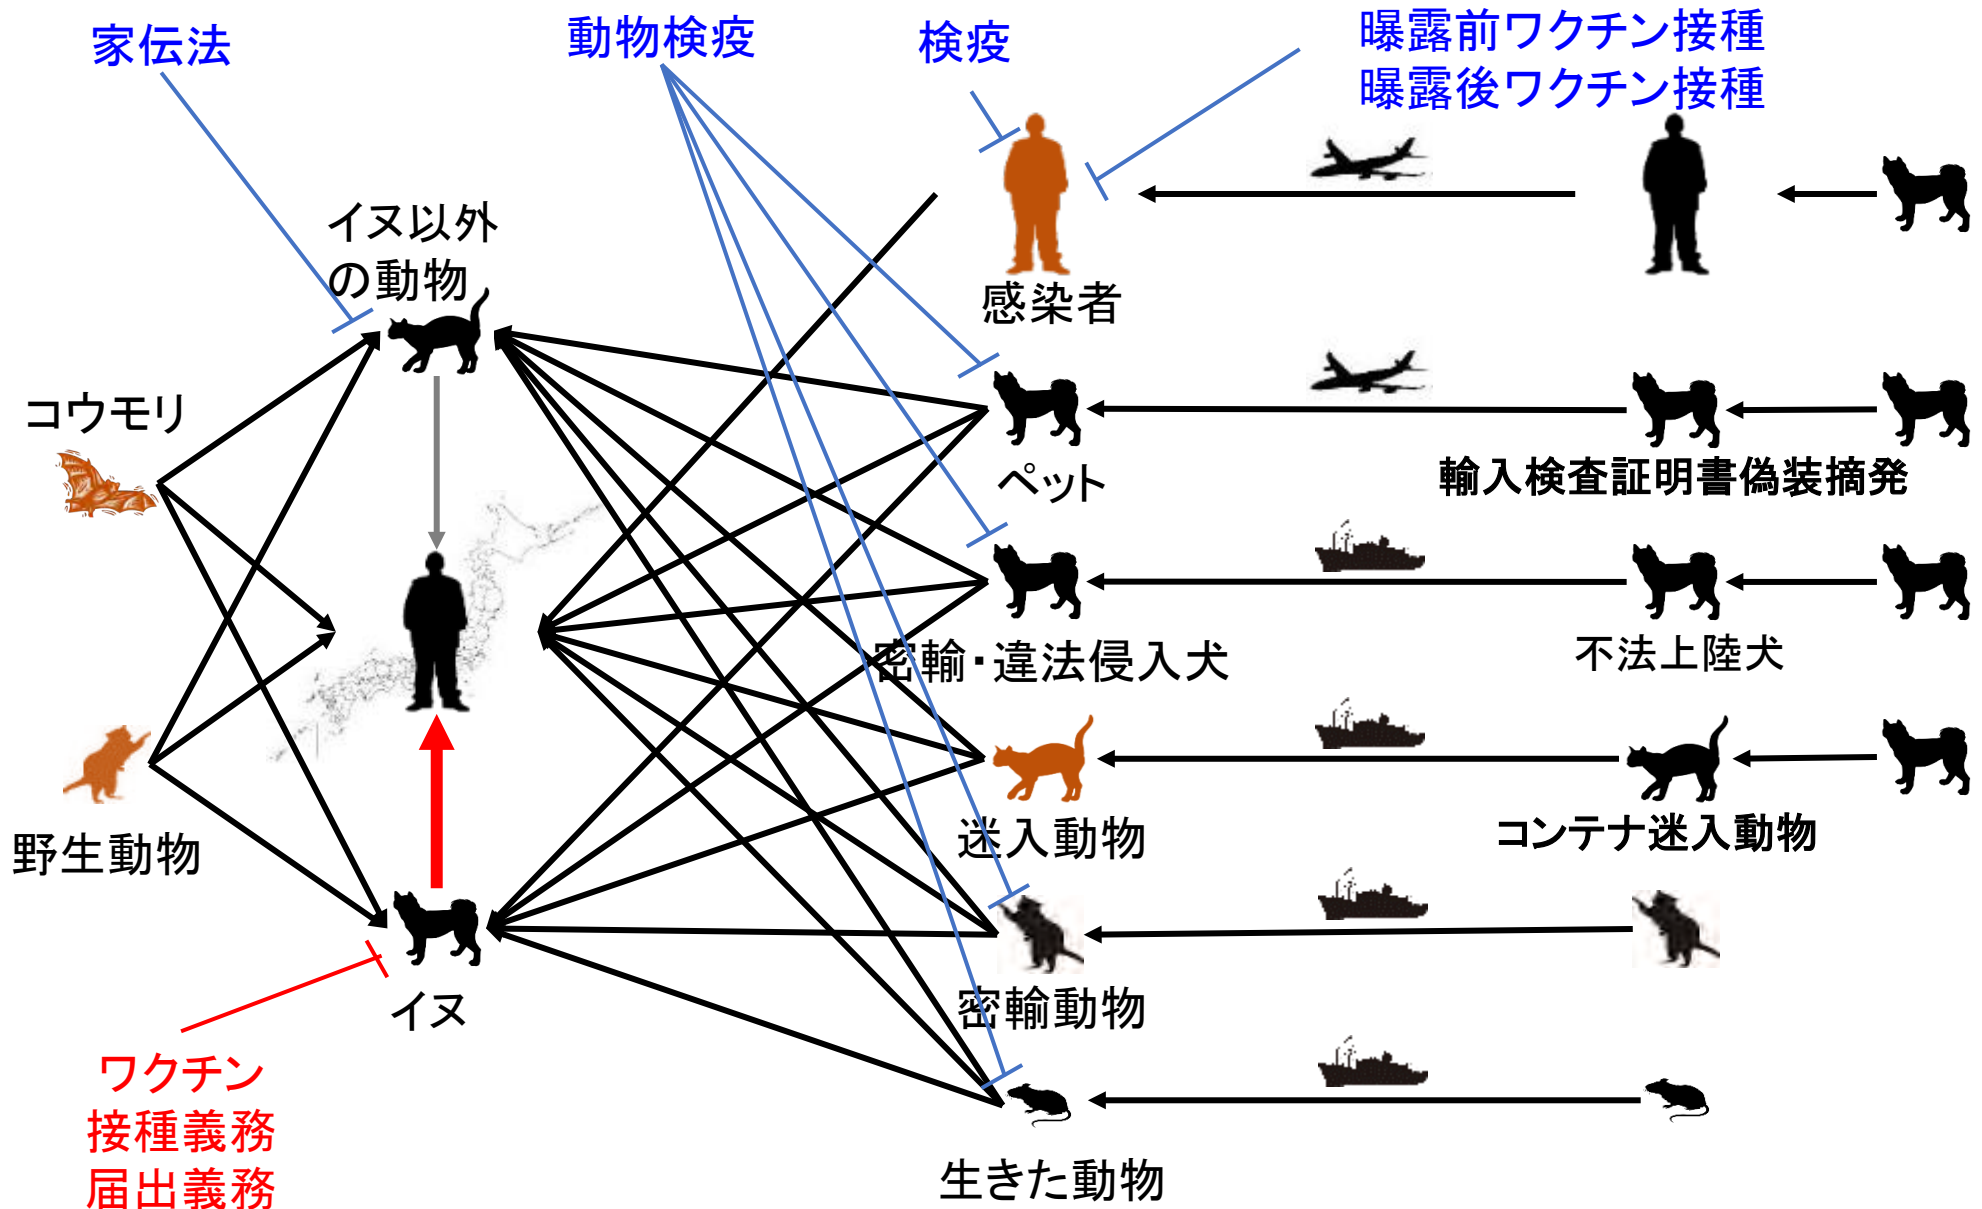 家伝法
動物検疫
検疫
曝露前ワクチン接種
曝露後ワクチン接種
イヌ以外
の動物
感染者
コウモリ
ペット
輸入検査証明書偽装摘発
密輸・違法侵入犬
不法上陸犬
野生動物
迷入動物
コンテナ迷入動物
イヌ
密輸動物
ワクチン
接種義務
届出義務
生きた動物